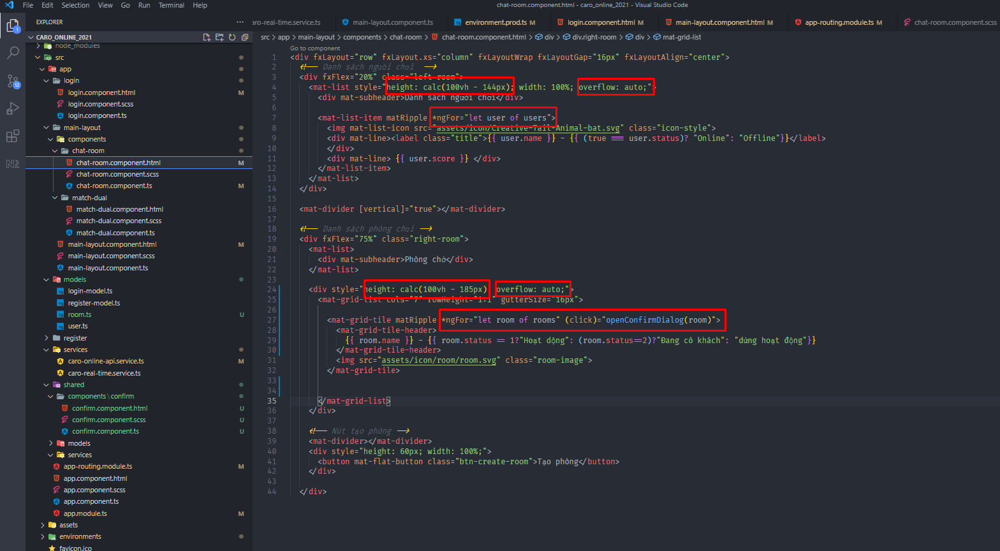 File Edit Selection View Go Run Terminal Help
chat-room.component.html - caro_online_2021 - Visual Studio Code
EXPLORER
CARO_ONLINE_2021
node_modules
src
app
login
login.component.html M
login.component.scss
login.component.ts
main-layout
components
chat-room
chat-room.component.html M
chat-room.component.scss
chat-room.component.ts M
match-dual
match-dual.component.html
match-dual.component.scss
match-dual.component.ts
main-layout.component.html M
main-layout.component.scss
main-layout.component.ts
models
login-model.ts
register-model.ts
room.ts U
user.ts
register
services
caro-online-api.service.ts M
caro-real-time.service.ts
shared
components\confirm
confirm.component.html U
confirm.component.scss U
confirm.component.ts U
models
services
app-routing.module.ts M
app.component.html
app.component.scss
app.component.ts
app.module.ts M
assets
environments
favicon.ico
1
12
aro-real-time.service.ts main-layout.component.ts environment.prod.ts M login.component.html M main-layout.component.html M app-routing.module.ts M chat-room.component.scss
src > app > main-layout > components > chat-room > chat-room.component.html > div > div.right-room > div > mat-grid-list
Go to component
1 <div fxLayout="row" fxLayout.xs="column" fxLayoutWrap fxLayoutGap="16px" fxLayoutAlign="center">
2 <!-- Danh sách người chơi -->
3 <div fxFlex="20%" class="left-room">
4 <mat-list style="height: calc(100vh - 144px); width: 100%; overflow: auto;">
5 <div mat-subheader>Danh sách người chơi</div>
6
7 <mat-list-item matRipple *ngFor="let user of users">
8 <img mat-list-icon src="assets/icon/Creative-Tail-Animal-bat.svg" class="icon-style">
9 <div mat-line><label class="title">{{ user.name }} - {{ (true === user.status)? "Online": "Offline"}}</label>
10 </div>
11 <div mat-line> {{ user.score }} </div>
12 </mat-list-item>
13 </mat-list>
14 </div>
15
16 <mat-divider [vertical]="true"></mat-divider>
17
18 <!-- Danh sách phòng chơi -->
19 <div fxFlex="75%" class="right-room">
20 <mat-list>
21 <div mat-subheader>Phòng chờ</div>
22 </mat-list>
23
24 <div style="height: calc(100vh - 185px) overflow: auto;">
25 <mat-grid-list cols="7" rowHeight="1:1" gutterSize="16px">
26
27 <mat-grid-tile matRipple *ngFor="let room of rooms" (click)="openConfirmDialog(room)">
28 <mat-grid-tile-header>
29 {{ room.name }} - {{ room.status == 1?"Hoạt động": (room.status==2)?"Đang có khách": "dừng hoạt động"}}
30 </mat-grid-tile-header>
31 <img src="assets/icon/room/room.svg" class="room-image">
32 </mat-grid-tile>
33
34
35 </mat-grid-list>
36 </div>
37
38 <!-- Nút tạo phòng -->
39 <mat-divider></mat-divider>
40 <div style="height: 60px; width: 100%;">
41 <button mat-flat-button class="btn-create-room">Tạo phòng</button>
42 </div>
43
44 </div>